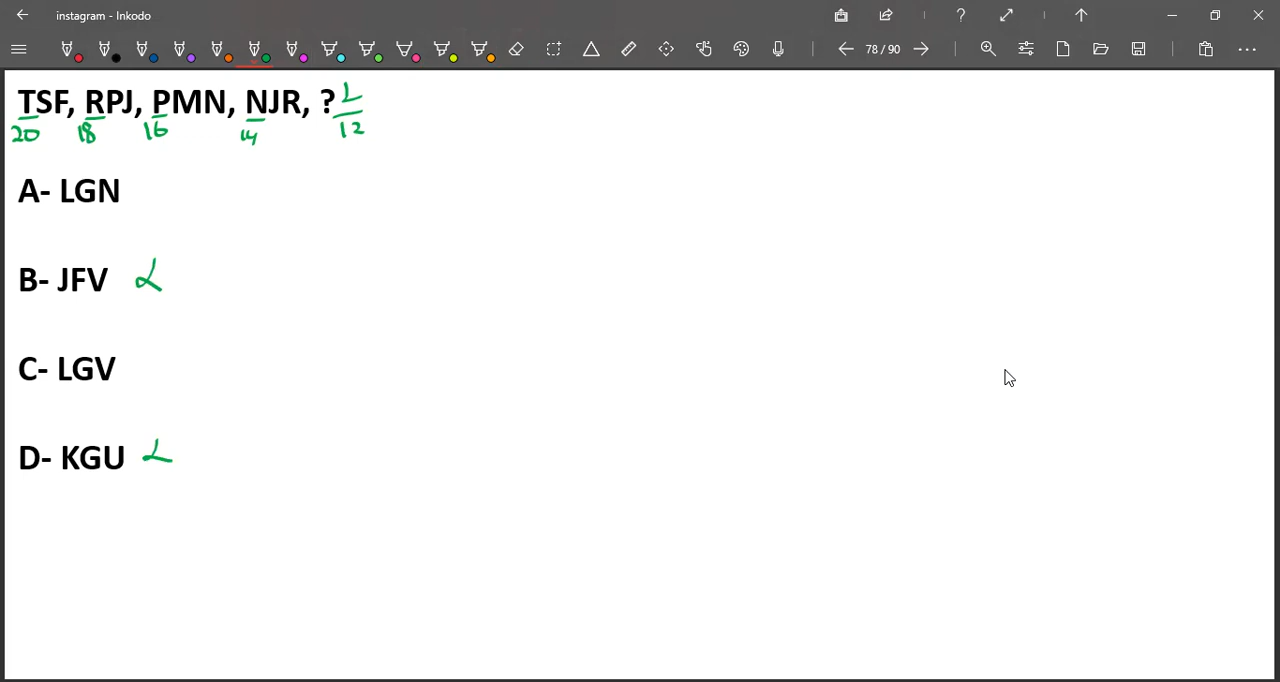 instagram - Inkodo
78 / 90
TSF, RPJ, PMN, NJR, ? L
20 18 16 14 12
A- LGN
B- JFV
C- LGV
D- KGU